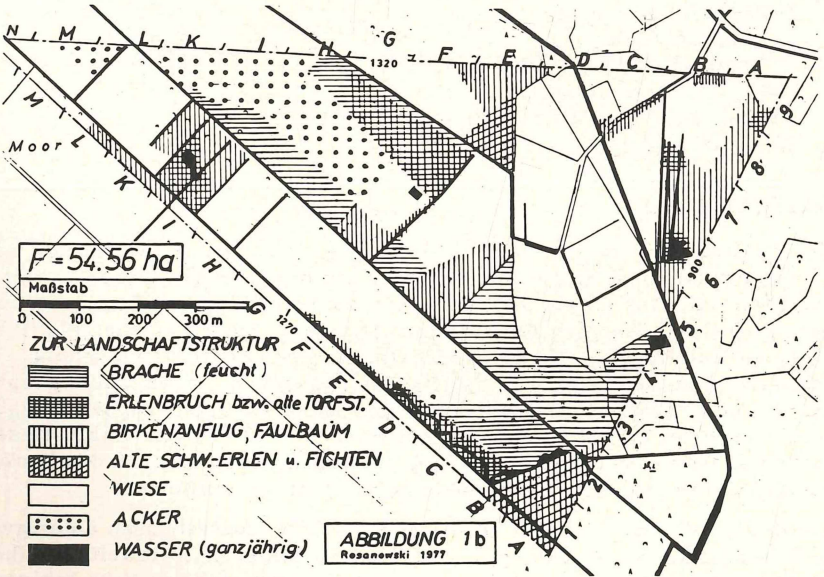 N M L K I H G F E D C B A
1320
M L K I H G F E D C B A
1270
9
8
7
6
900
5
4
3
2
1
Moor
F = 54.56 ha
Maßstab
0 100 200 300 m
ZUR LANDSCHAFTSTRUKTUR
BRACHE (feucht)
ERLENBRUCH bzw. alte TORFST.
BIRKENANFLUG, FAULBAUM
ALTE SCHW.-ERLEN u. FICHTEN
WIESE
ACKER
WASSER (ganzjährig)
ABBILDUNG 1b
Rosanowski 1977